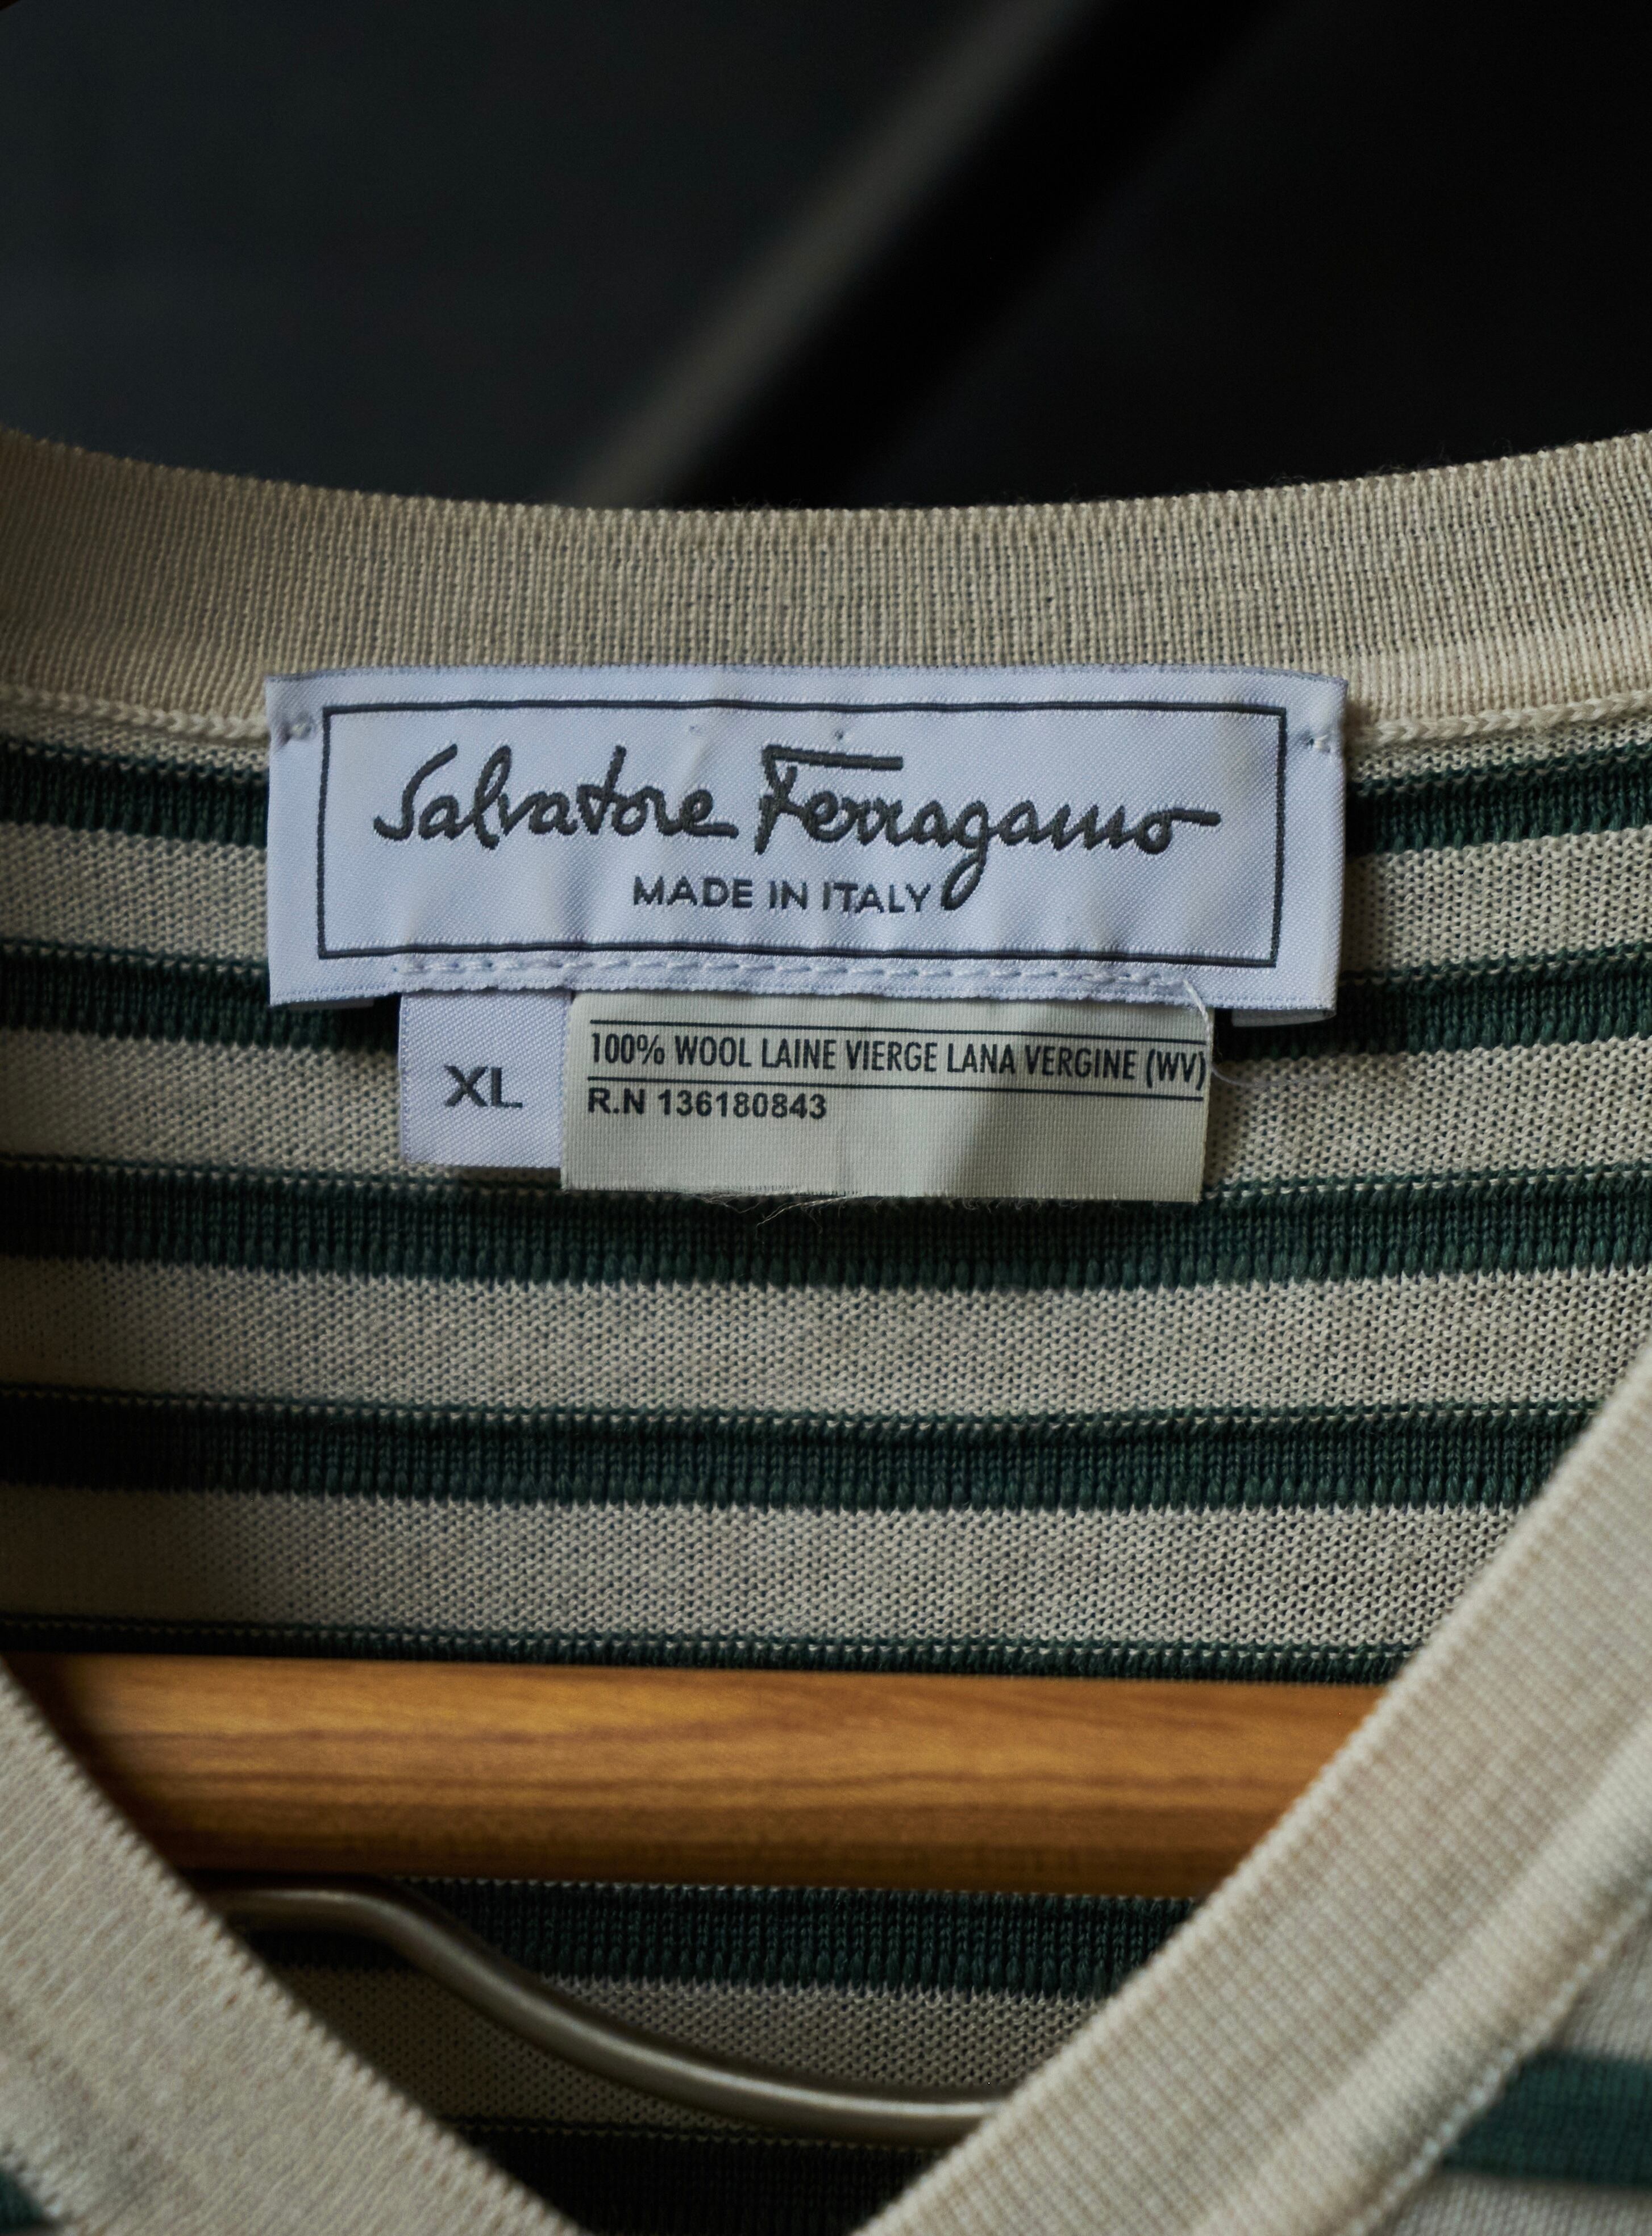 Salvatore Ferragamo
MADE IN ITALY
XL
100% WOOL LAINE VIERGE LANA VERGINE (WV)
R.N 136180843